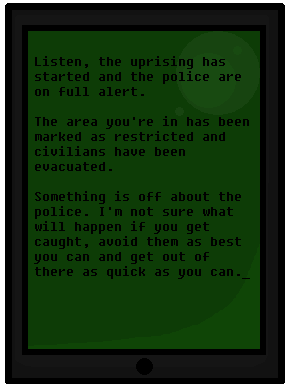 Listen, the uprising has
started and the police are
on full alert.
The area you're in has been
marked as restricted and
civilians have been
evacuated.
Something is off about the
police. I'm not sure what
will happen if you get
caught, avoid them as best
you can and get out of
there as quick as you can._